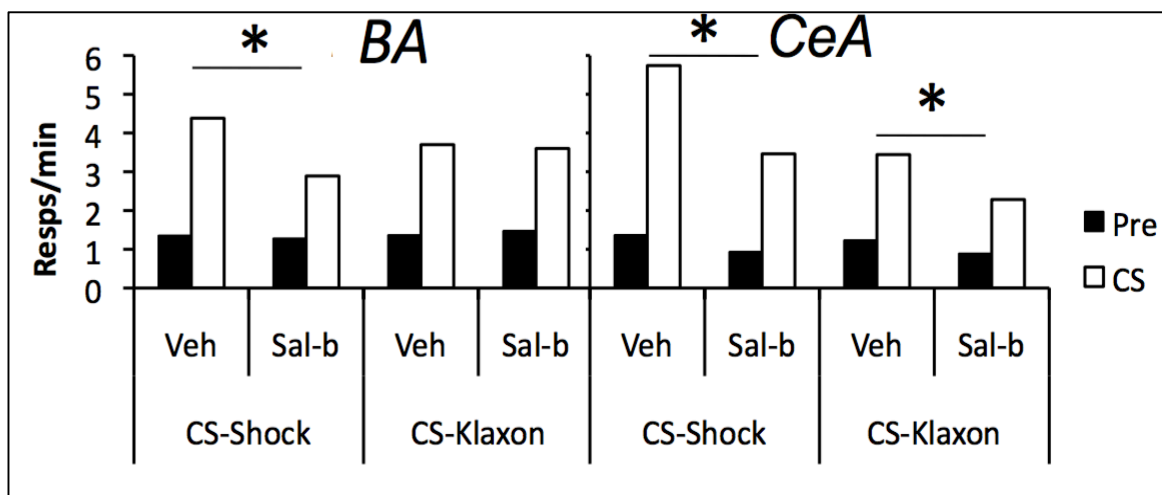 * BA * CeA
*
6
5
4
3
2
1
0
Resps/min
Pre
CS
Veh Sal-b Veh Sal-b Veh Sal-b Veh Sal-b
CS-Shock CS-Klaxon CS-Shock CS-Klaxon